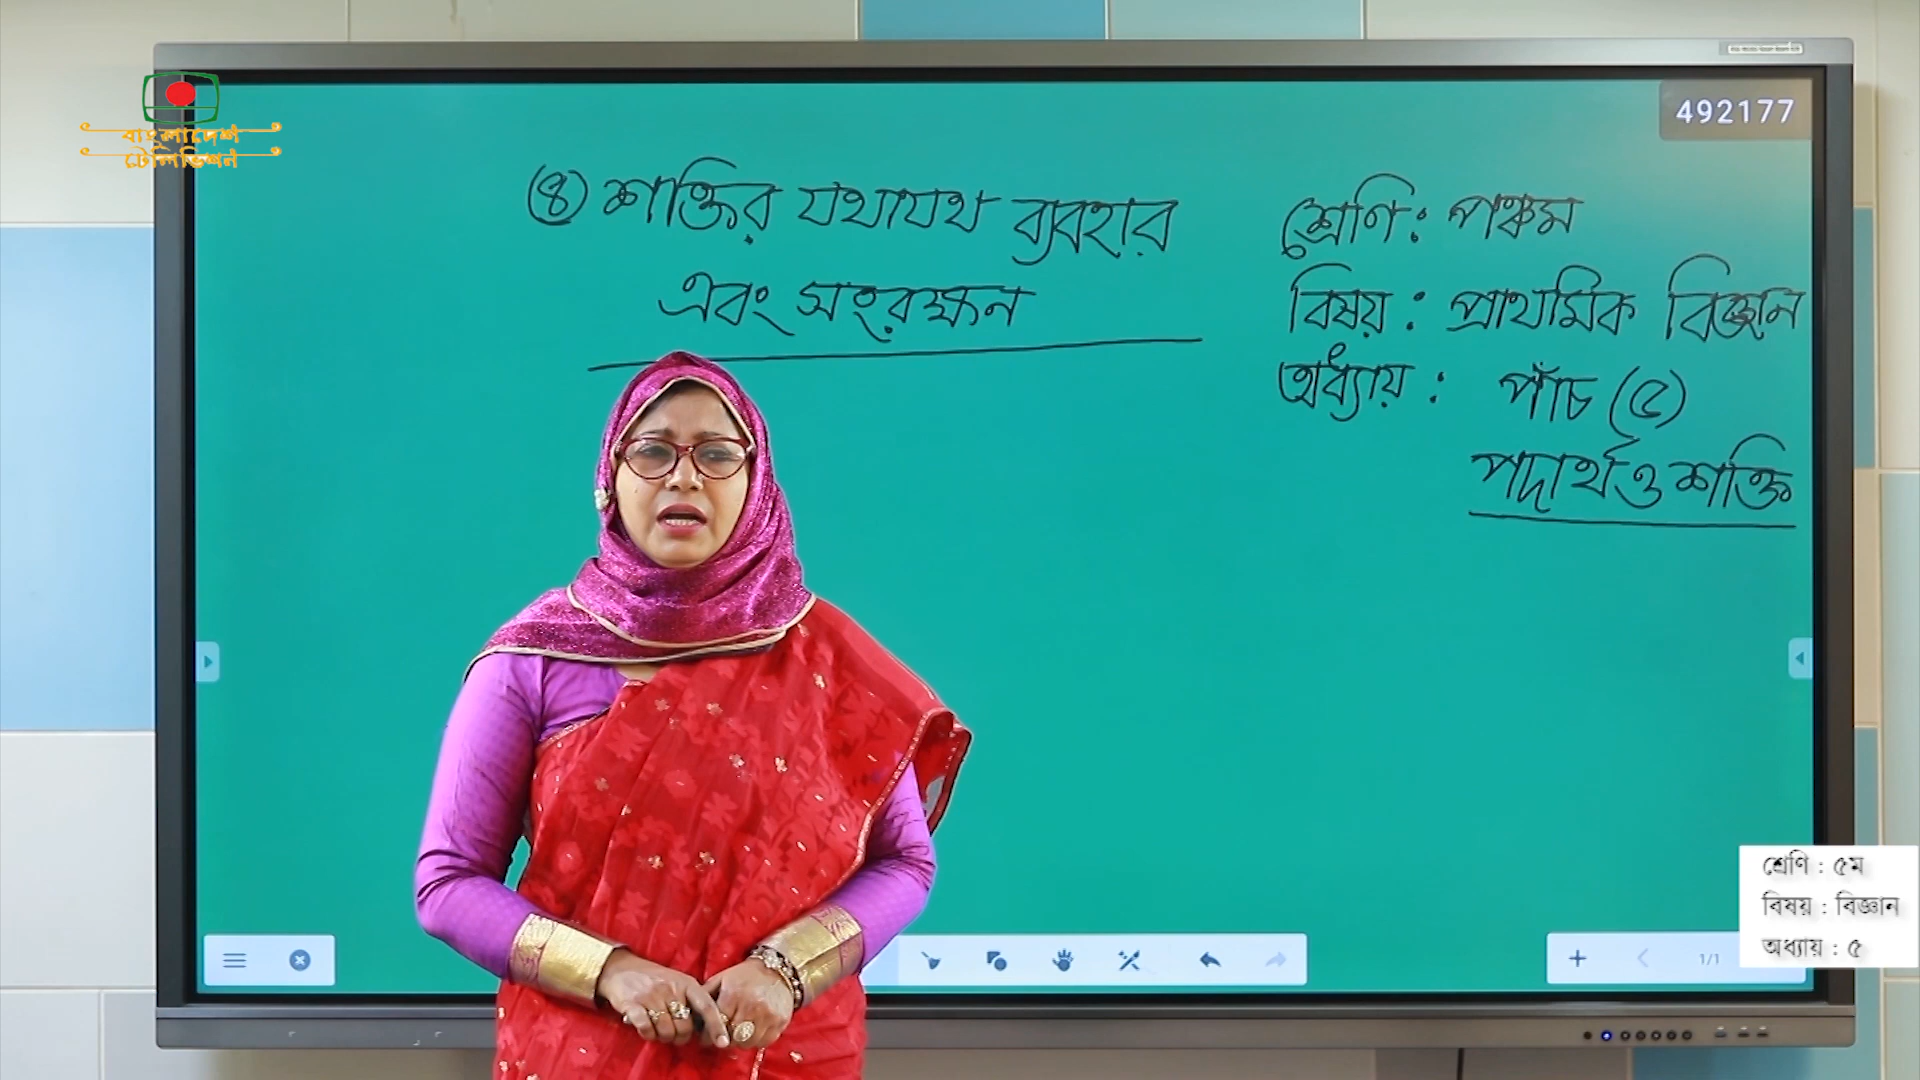 বাংলাদেশ
টেলিভিশন
492177
(৪) শক্তির যথাযথ ব্যবহার
এবং সংরক্ষন
শ্রেণি : পঞ্চম
বিষয় : প্রাথমিক বিজ্ঞান
অধ্যায় : পাঁচ (৫)
পদার্থ ও শক্তি
শ্রেণি : ৫ম
বিষয় : বিজ্ঞান
অধ্যায় : ৫
1/1